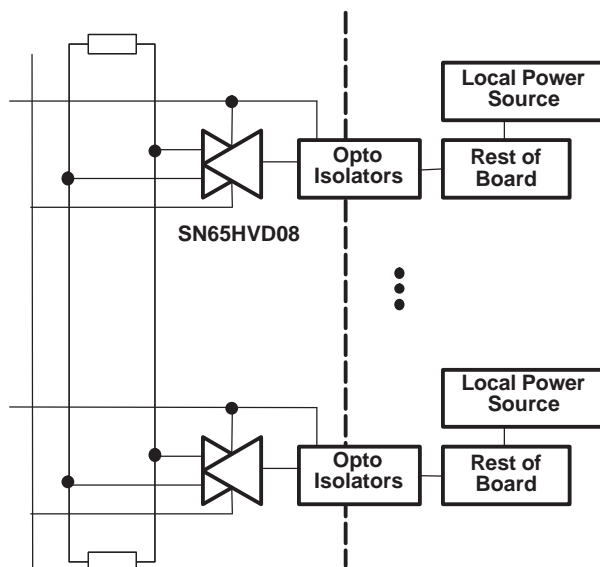 Local Power
Source
Opto
Isolators
Rest of
Board
SN65HVD08
Local Power
Source
Opto
Isolators
Rest of
Board